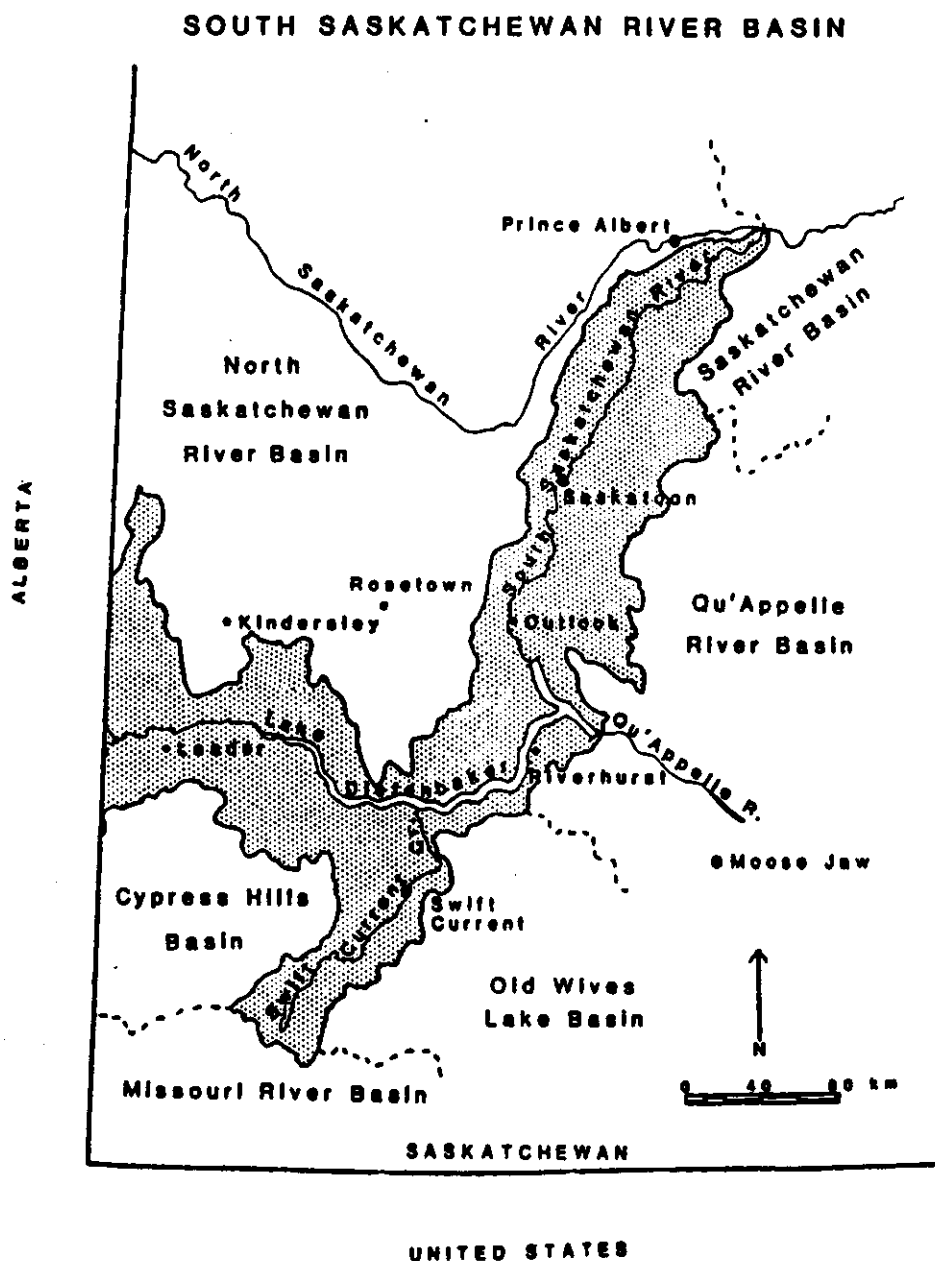 SOUTH SASKATCHEWAN RIVER BASIN
North
Saskatchewan
River
Prince Albert
Saskatchewan
River Basin
North
Saskatchewan
River Basin
South Saskatchewan River
Saskatoon
ALBERTA
Rosetown
Kindersley
Outlook
Qu'Appelle
River Basin
Lake
Diefenbaker
Leader
Riverhurst
Qu'Appelle R.
Moose Jaw
Cypress Hills
Basin
Swift Current Cr.
Swift
Current
Old Wives
Lake Basin
N
Missouri River Basin
0 40 80 km
SASKATCHEWAN
UNITED STATES